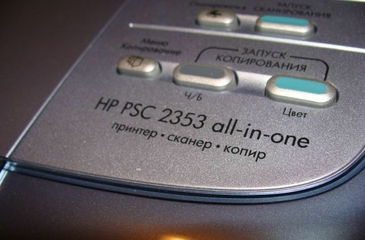 ЗАПУСК
СКАНИРОВАНИЯ
Меню
Копирование
ЗАПУСК
КОПИРОВАНИЯ
Ч/Б
Цвет
HP PSC 2353 all-in-one
принтер • сканер • копир